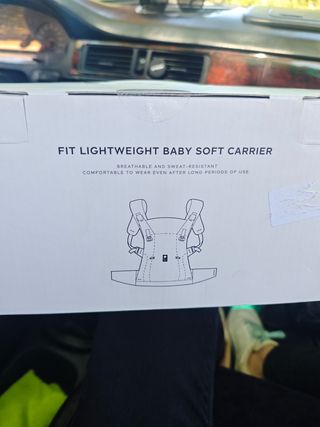 FIT LIGHTWEIGHT BABY SOFT CARRIER
BREATHABLE AND SWEAT-RESISTANT
COMFORTABLE TO WEAR EVEN AFTER LONG PERIODS OF USE